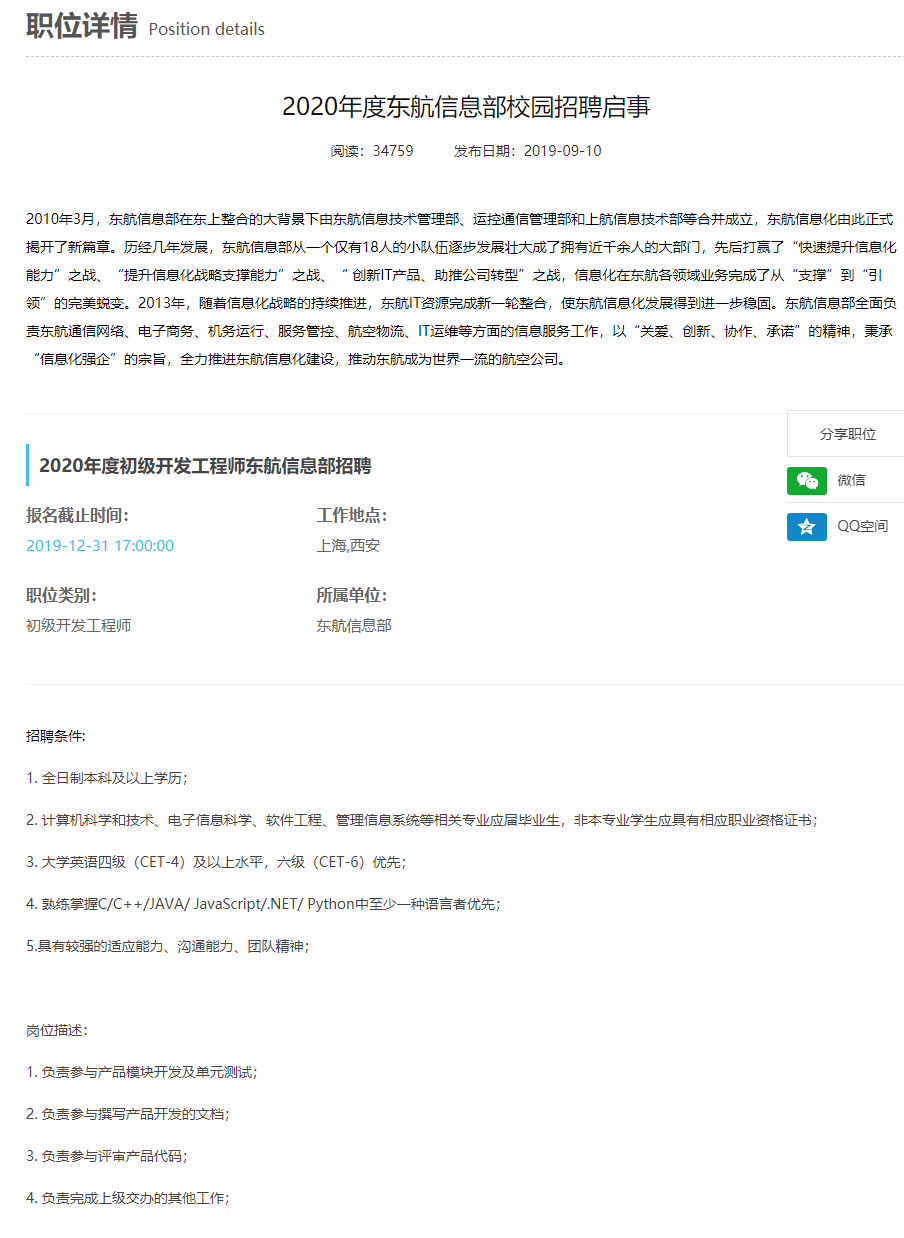 职位详情 Position details
2020年度东航信息部校园招聘启事
阅读：34759 发布日期：2019-09-10
2010年3月，东航信息部在东上整合的大背景下由东航信息技术管理部、运控通信管理部和上航信息技术部等合并成立，东航信息化由此正式
揭开了新篇章。历经几年发展，东航信息部从一个仅有18人的小队伍逐步发展壮大成了拥有近千余人的大部门，先后打赢了“快速提升信息化
能力”之战、“提升信息化战略支撑能力”之战、“ 创新IT产品、助推公司转型”之战，信息化在东航各领域业务完成了从“支撑”到“引
领”的完美蜕变。2013年，随着信息化战略的持续推进，东航IT资源完成新一轮整合，使东航信息化发展得到进一步稳固。东航信息部全面负
责东航通信网络、电子商务、机务运行、服务管控、航空物流、IT运维等方面的信息服务工作，以“关爱、创新、协作、承诺”的精神，秉承
“信息化强企”的宗旨，全力推进东航信息化建设，推动东航成为世界一流的航空公司。
分享职位
微信
QQ空间
2020年度初级开发工程师东航信息部招聘
报名截止时间： 工作地点：
2019-12-31 17:00:00 上海,西安
职位类别： 所属单位：
初级开发工程师 东航信息部
招聘条件:
1. 全日制本科及以上学历；
2. 计算机科学和技术、电子信息科学、软件工程、管理信息系统等相关专业应届毕业生，非本专业学生应具有相应职业资格证书；
3. 大学英语四级（CET-4）及以上水平，六级（CET-6）优先；
4. 熟练掌握C/C++/JAVA/ JavaScript/.NET/ Python中至少一种语言者优先；
5.具有较强的适应能力、沟通能力、团队精神；
岗位描述：
1. 负责参与产品模块开发及单元测试；
2. 负责参与撰写产品开发的文档；
3. 负责参与评审产品代码；
4. 负责完成上级交办的其他工作；